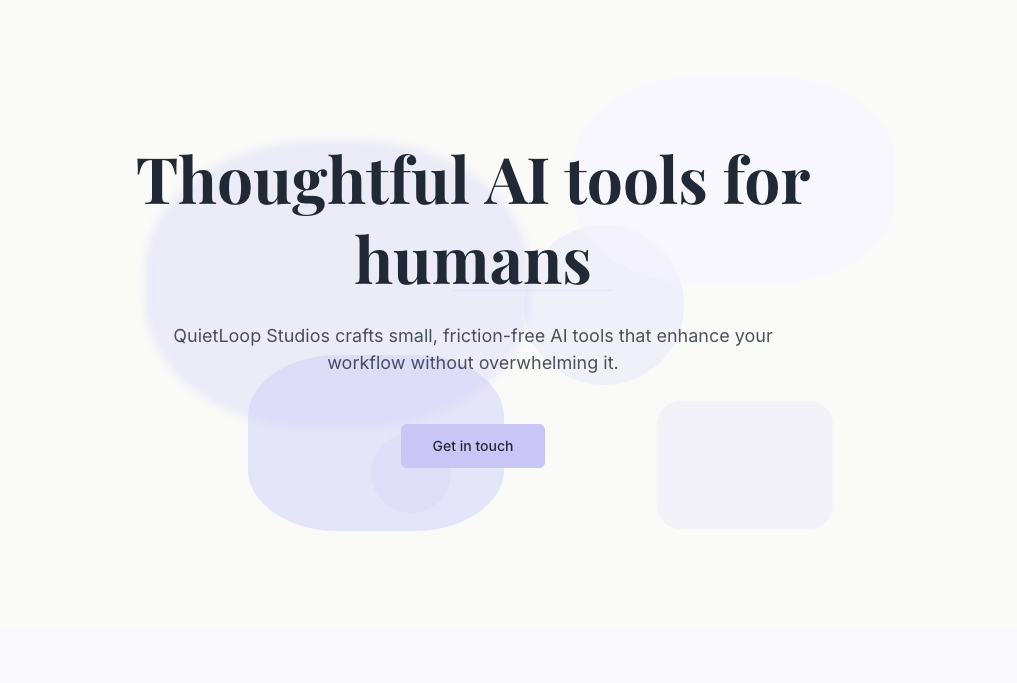 Thoughtful AI tools for
humans
QuietLoop Studios crafts small, friction-free AI tools that enhance your
workflow without overwhelming it.
Get in touch